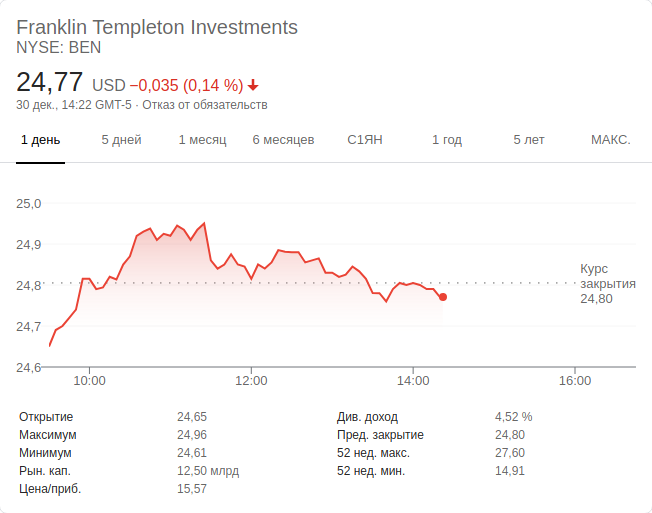 Franklin Templeton Investments
NYSE: BEN
24,77 USD −0,035 (0,14 %)
30 дек., 14:22 GMT-5 · Отказ от обязательств
1 день 5 дней 1 месяц 6 месяцев С1ЯН 1 год 5 лет МАКС.
25,0
24,9
24,8
24,7
24,6
Курс
закрытия
24,80
10:00 12:00 14:00 16:00
Открытие 24,65
Максимум 24,96
Минимум 24,61
Рын. кап. 12,50 млрд
Цена/приб. 15,57
Див. доход 4,52 %
Пред. закрытие 24,80
52 нед. макс. 27,60
52 нед. мин. 14,91